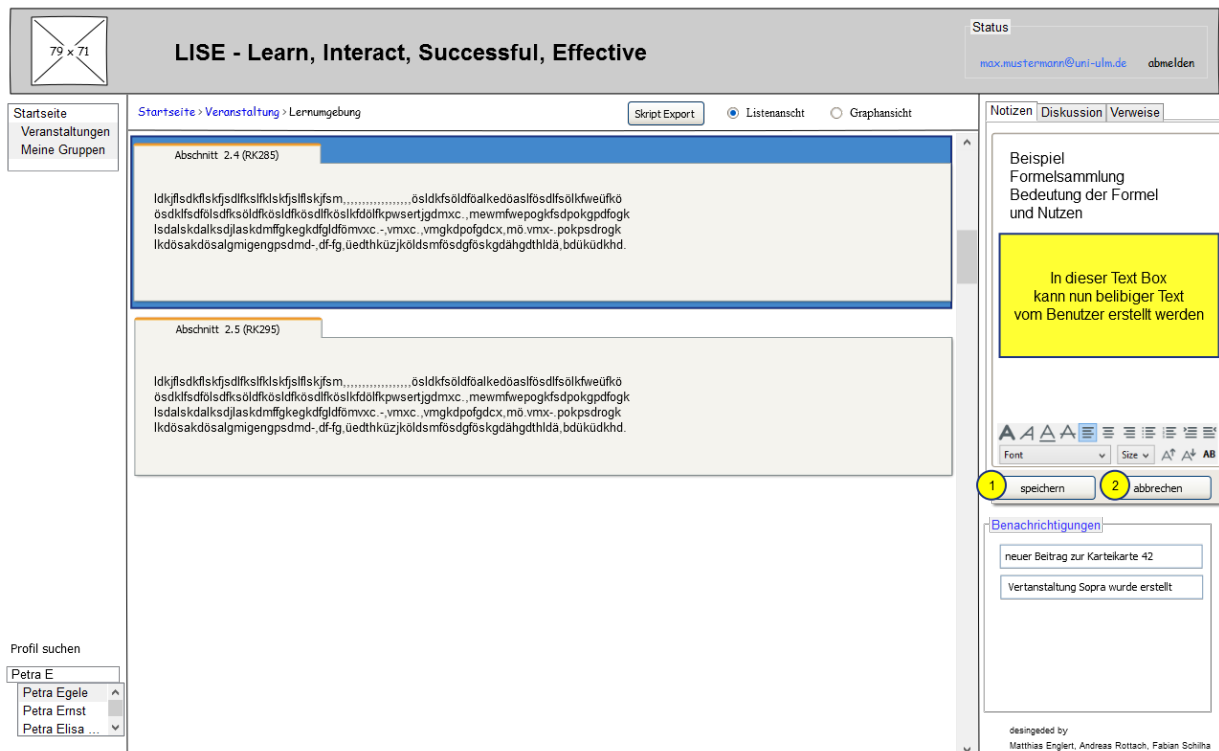 79 x 71
LISE - Learn, Interact, Successful, Effective
Status
max.mustermann@uni-ulm.de abmelden
Startseite
Veranstaltungen
Meine Gruppen
Startseite > Veranstaltung > Lernumgebung
Skript Export
Listenanscht
Graphansicht
Abschnitt 2.4 (RK285)
ldkjflsdkflskfjsdlfkslfklskfjslflskjfsm,,,,,,,,,,,,,,,,,,,ösldkfsöldföalkedöaslfösdlfsölkfweüfkö
ösdklfsdfölsdfksöldfkösldfkösdlfköslkfdölfkpwsertjgdmxc.,mewmfwepogkfsdpokgpdfogk
lsdalskdalksdjlaskdmffgkegkdfgldfömvxc.-,vmxc.,vmgkdpofgdcx,mö.vmx-.pokpsdrogk
lkdösakdösalgmigengpsdmd-,df-fg,üedthküzjköldsmfösdgföskgdähgdthldä,bdüküdkhd.
Abschnitt 2.5 (RK295)
ldkjflsdkflskfjsdlfkslfklskfjslflskjfsm,,,,,,,,,,,,,,,,,,,ösldkfsöldföalkedöaslfösdlfsölkfweüfkö
ösdklfsdfölsdfksöldfkösldfkösdlfköslkfdölfkpwsertjgdmxc.,mewmfwepogkfsdpokgpdfogk
lsdalskdalksdjlaskdmffgkegkdfgldfömvxc.-,vmxc.,vmgkdpofgdcx,mö.vmx-.pokpsdrogk
lkdösakdösalgmigengpsdmd-,df-fg,üedthküzjköldsmfösdgföskgdähgdthldä,bdüküdkhd.
Notizen Diskussion Verweise
Beispiel
Formelsammlung
Bedeutung der Formel
und Nutzen
In dieser Text Box
kann nun belibiger Text
vom Benutzer erstellt werden
A A A A
Font Size A A AB
1 speichern 2 abbrechen
Benachrichtigungen
neuer Beitrag zur Karteikarte 42
Vertanstaltung Sopra wurde erstellt
Profil suchen
Petra E
Petra Egele
Petra Ernst
Petra Elisa ...
desingeded by
Matthias Englert, Andreas Rottach, Fabian Schilha